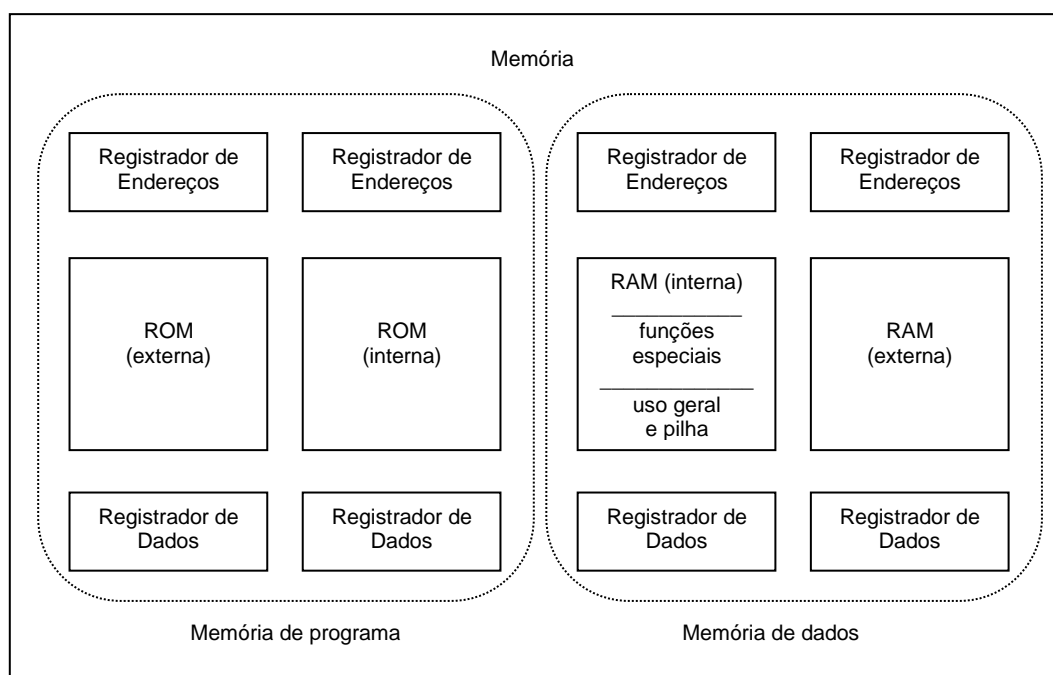 Memória
Registrador de
Endereços
Registrador de
Endereços
Registrador de
Endereços
Registrador de
Endereços
ROM
(externa)
ROM
(interna)
RAM (interna)
funções
especiais
uso geral
e pilha
RAM
(externa)
Registrador de
Dados
Registrador de
Dados
Registrador de
Dados
Registrador de
Dados
Memória de programa
Memória de dados